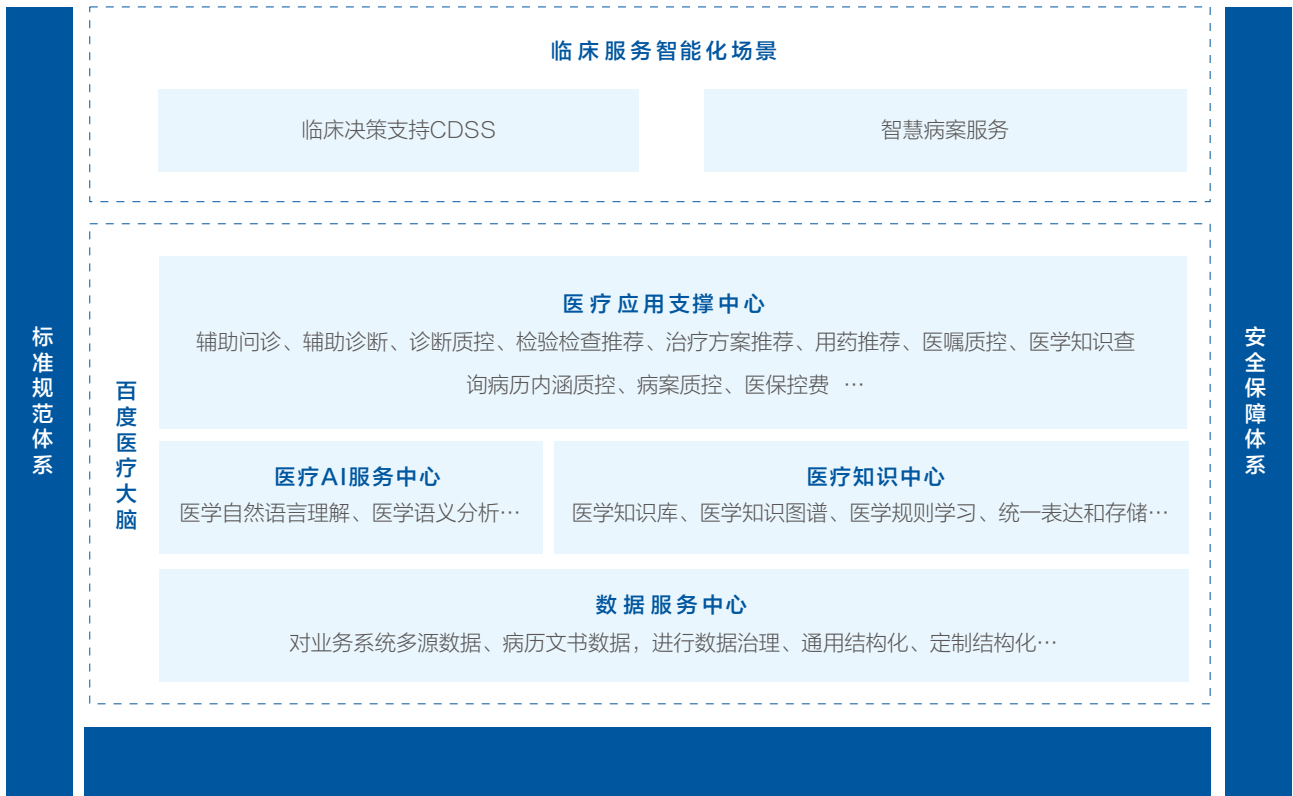 临床服务智能化场景
临床决策支持CDSS
智慧病案服务
标准规范体系
百度医疗大脑
医疗应用支撑中心
辅助问诊、辅助诊断、诊断质控、检验检查推荐、治疗方案推荐、用药推荐、医嘱质控、医学知识查
询病历内涵质控、病案质控、医保控费 …
医疗AI服务中心
医学自然语言理解、医学语义分析…
医疗知识中心
医学知识库、医学知识图谱、医学规则学习、统一表达和存储…
数据服务中心
对业务系统多源数据、病历文书数据，进行数据治理、通用结构化、定制结构化…
安全保障体系